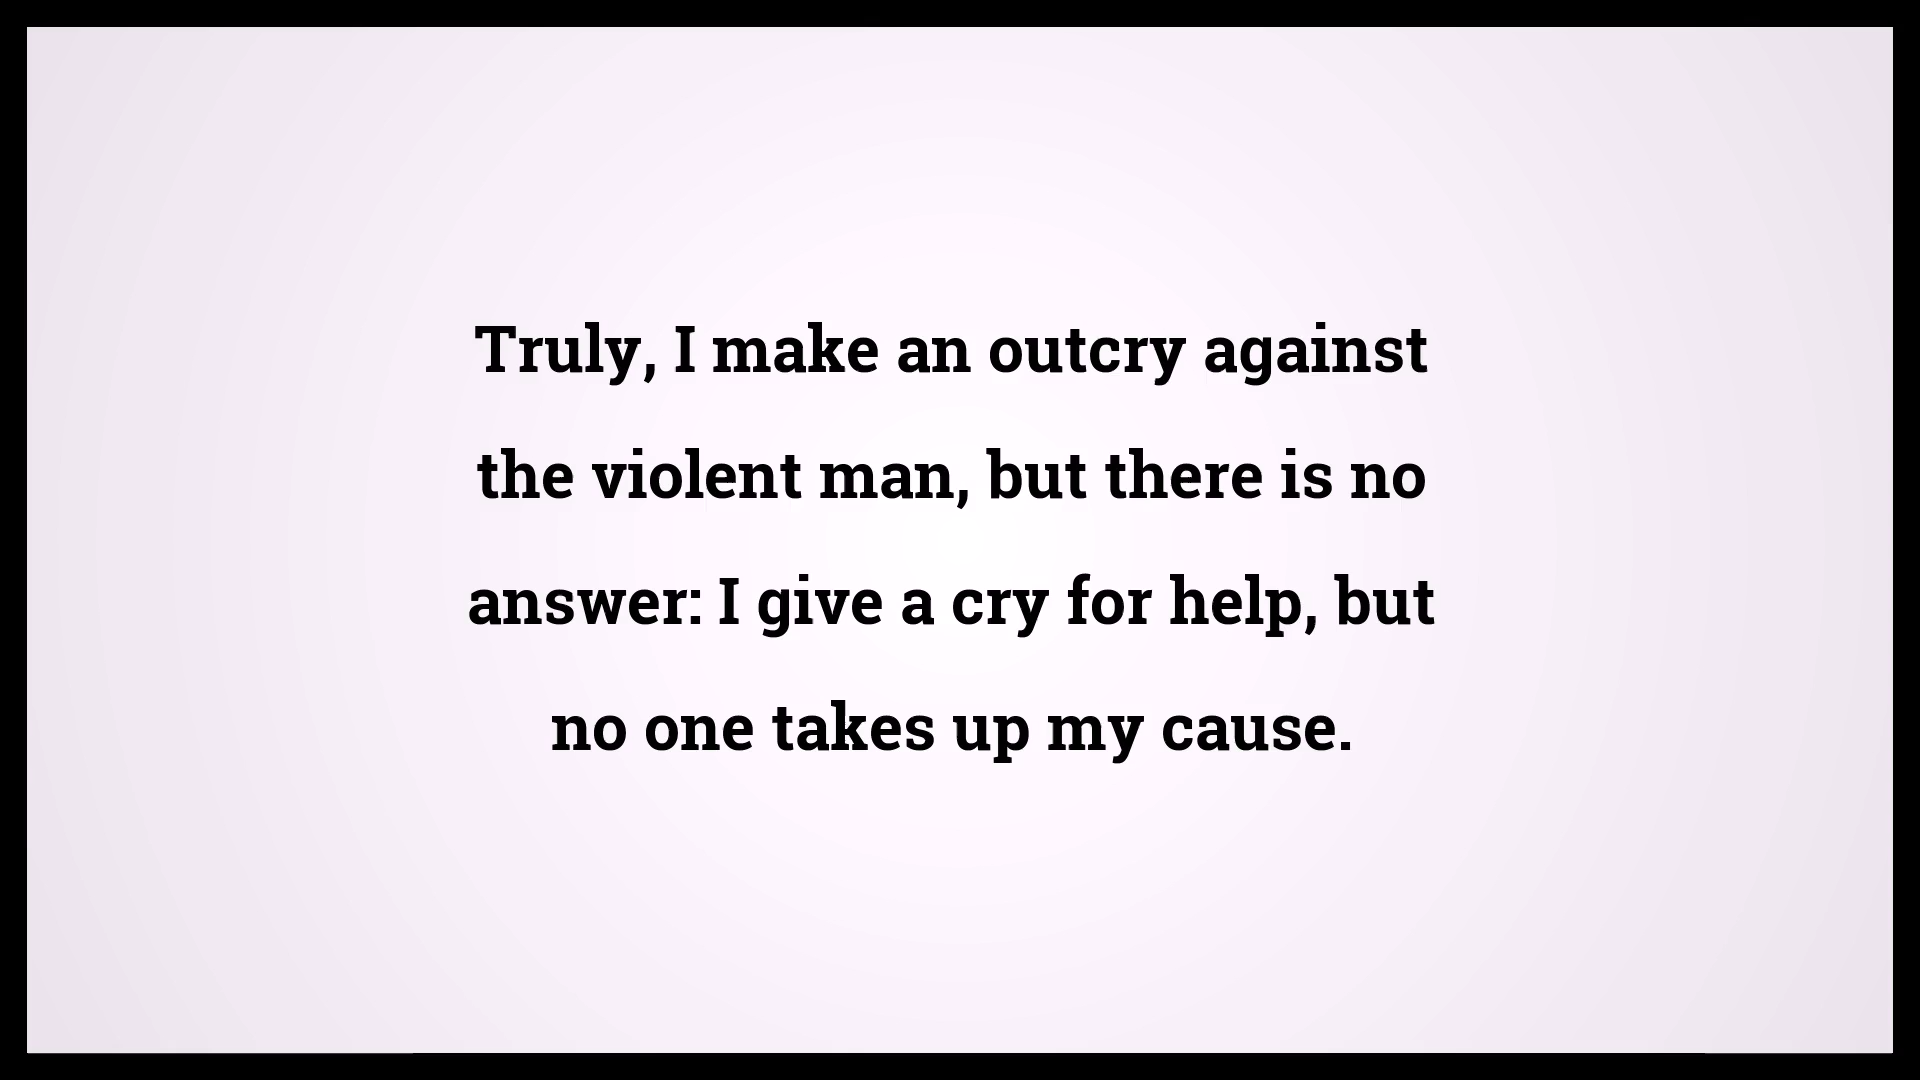 Truly, I make an outcry against
the violent man, but there is no
answer: I give a cry for help, but
no one takes up my cause.